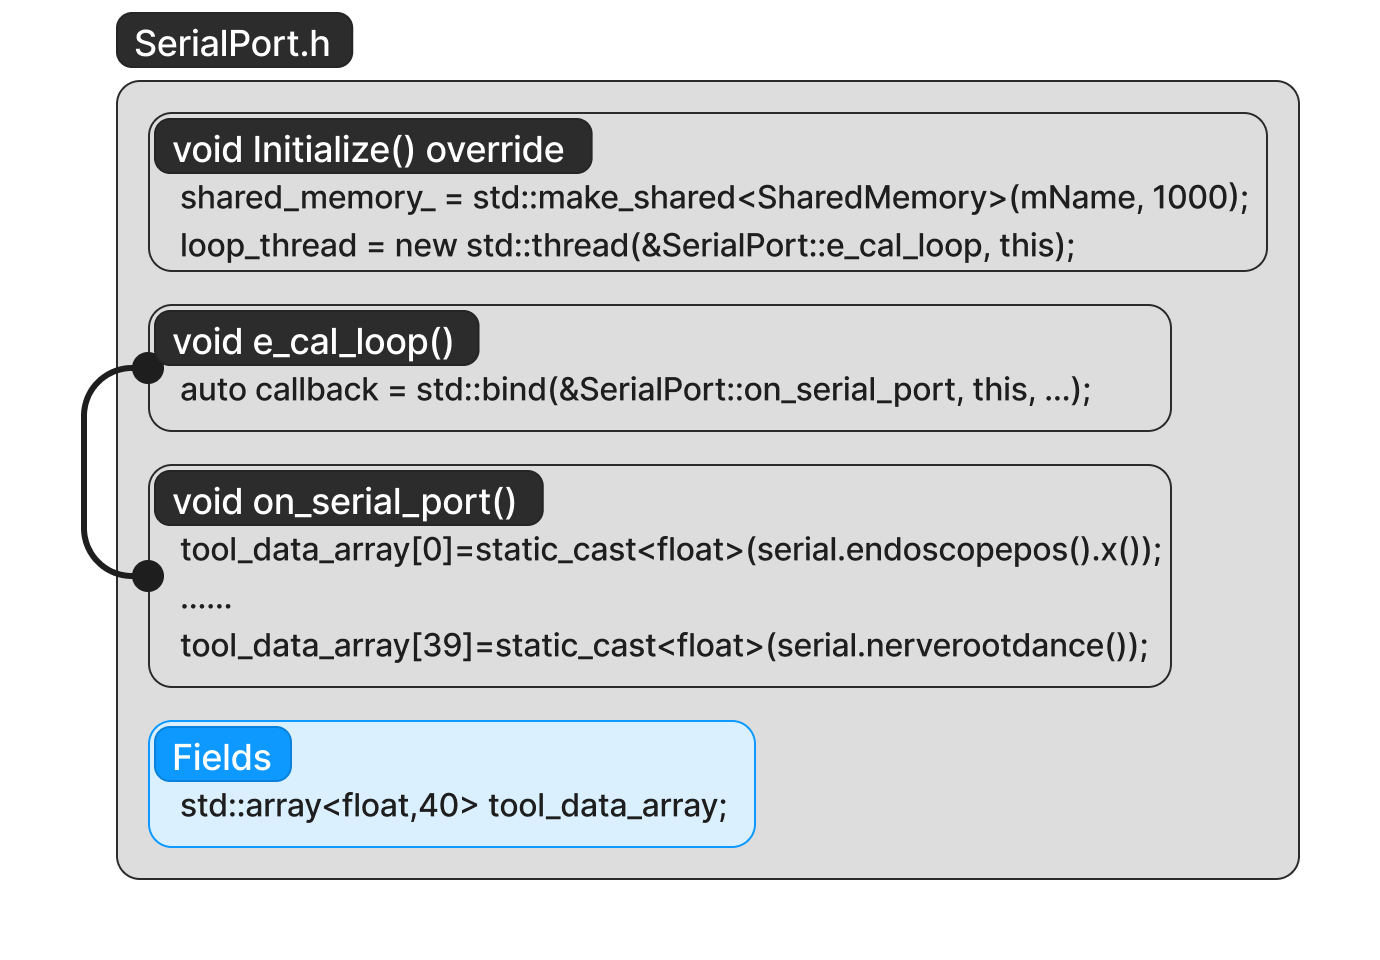 SerialPort.h
void Initialize() override
shared_memory_ = std::make_shared<SharedMemory>(mName, 1000);
loop_thread = new std::thread(&SerialPort::e_cal_loop, this);
void e_cal_loop()
auto callback = std::bind(&SerialPort::on_serial_port, this, ...);
void on_serial_port()
tool_data_array[0]=static_cast<float>(serial.endoscopepos().x());
......
tool_data_array[39]=static_cast<float>(serial.nerverootdance());
Fields
std::array<float,40> tool_data_array;